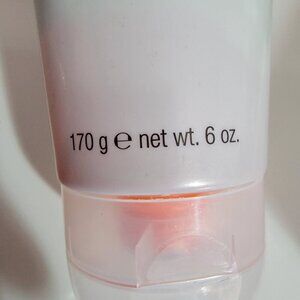 170 g ℮ net wt. 6 oz.